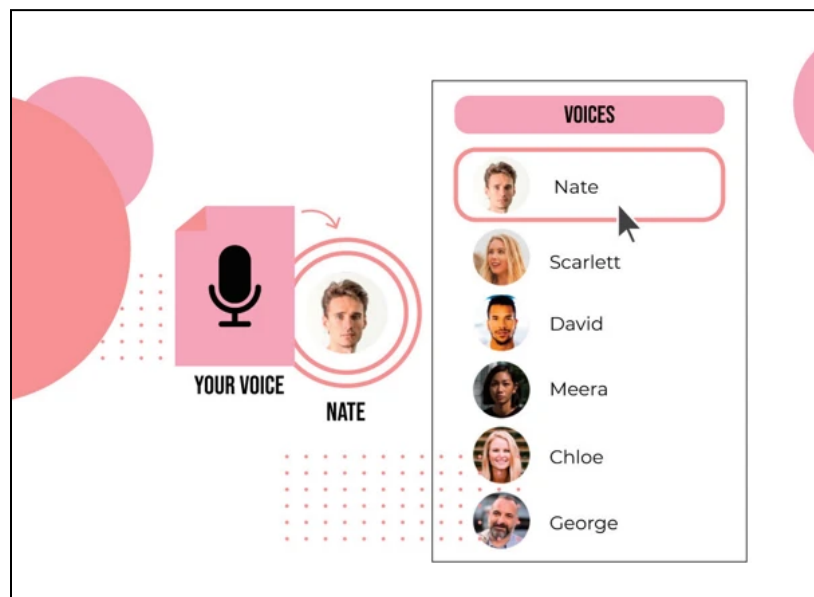 YOUR VOICE
NATE
VOICES
Nate
Scarlett
David
Meera
Chloe
George